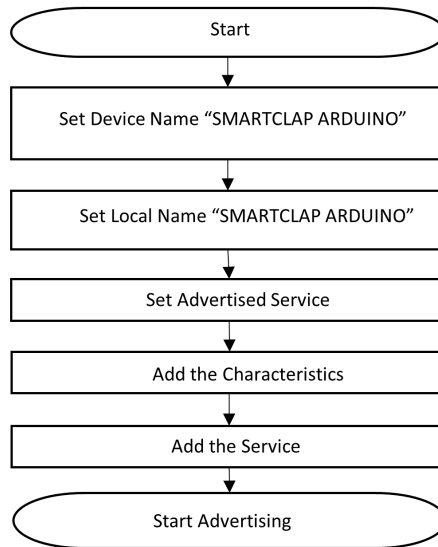 Start
Set Device Name “SMARTCLAP ARDUINO”
Set Local Name “SMARTCLAP ARDUINO”
Set Advertised Service
Add the Characteristics
Add the Service
Start Advertising